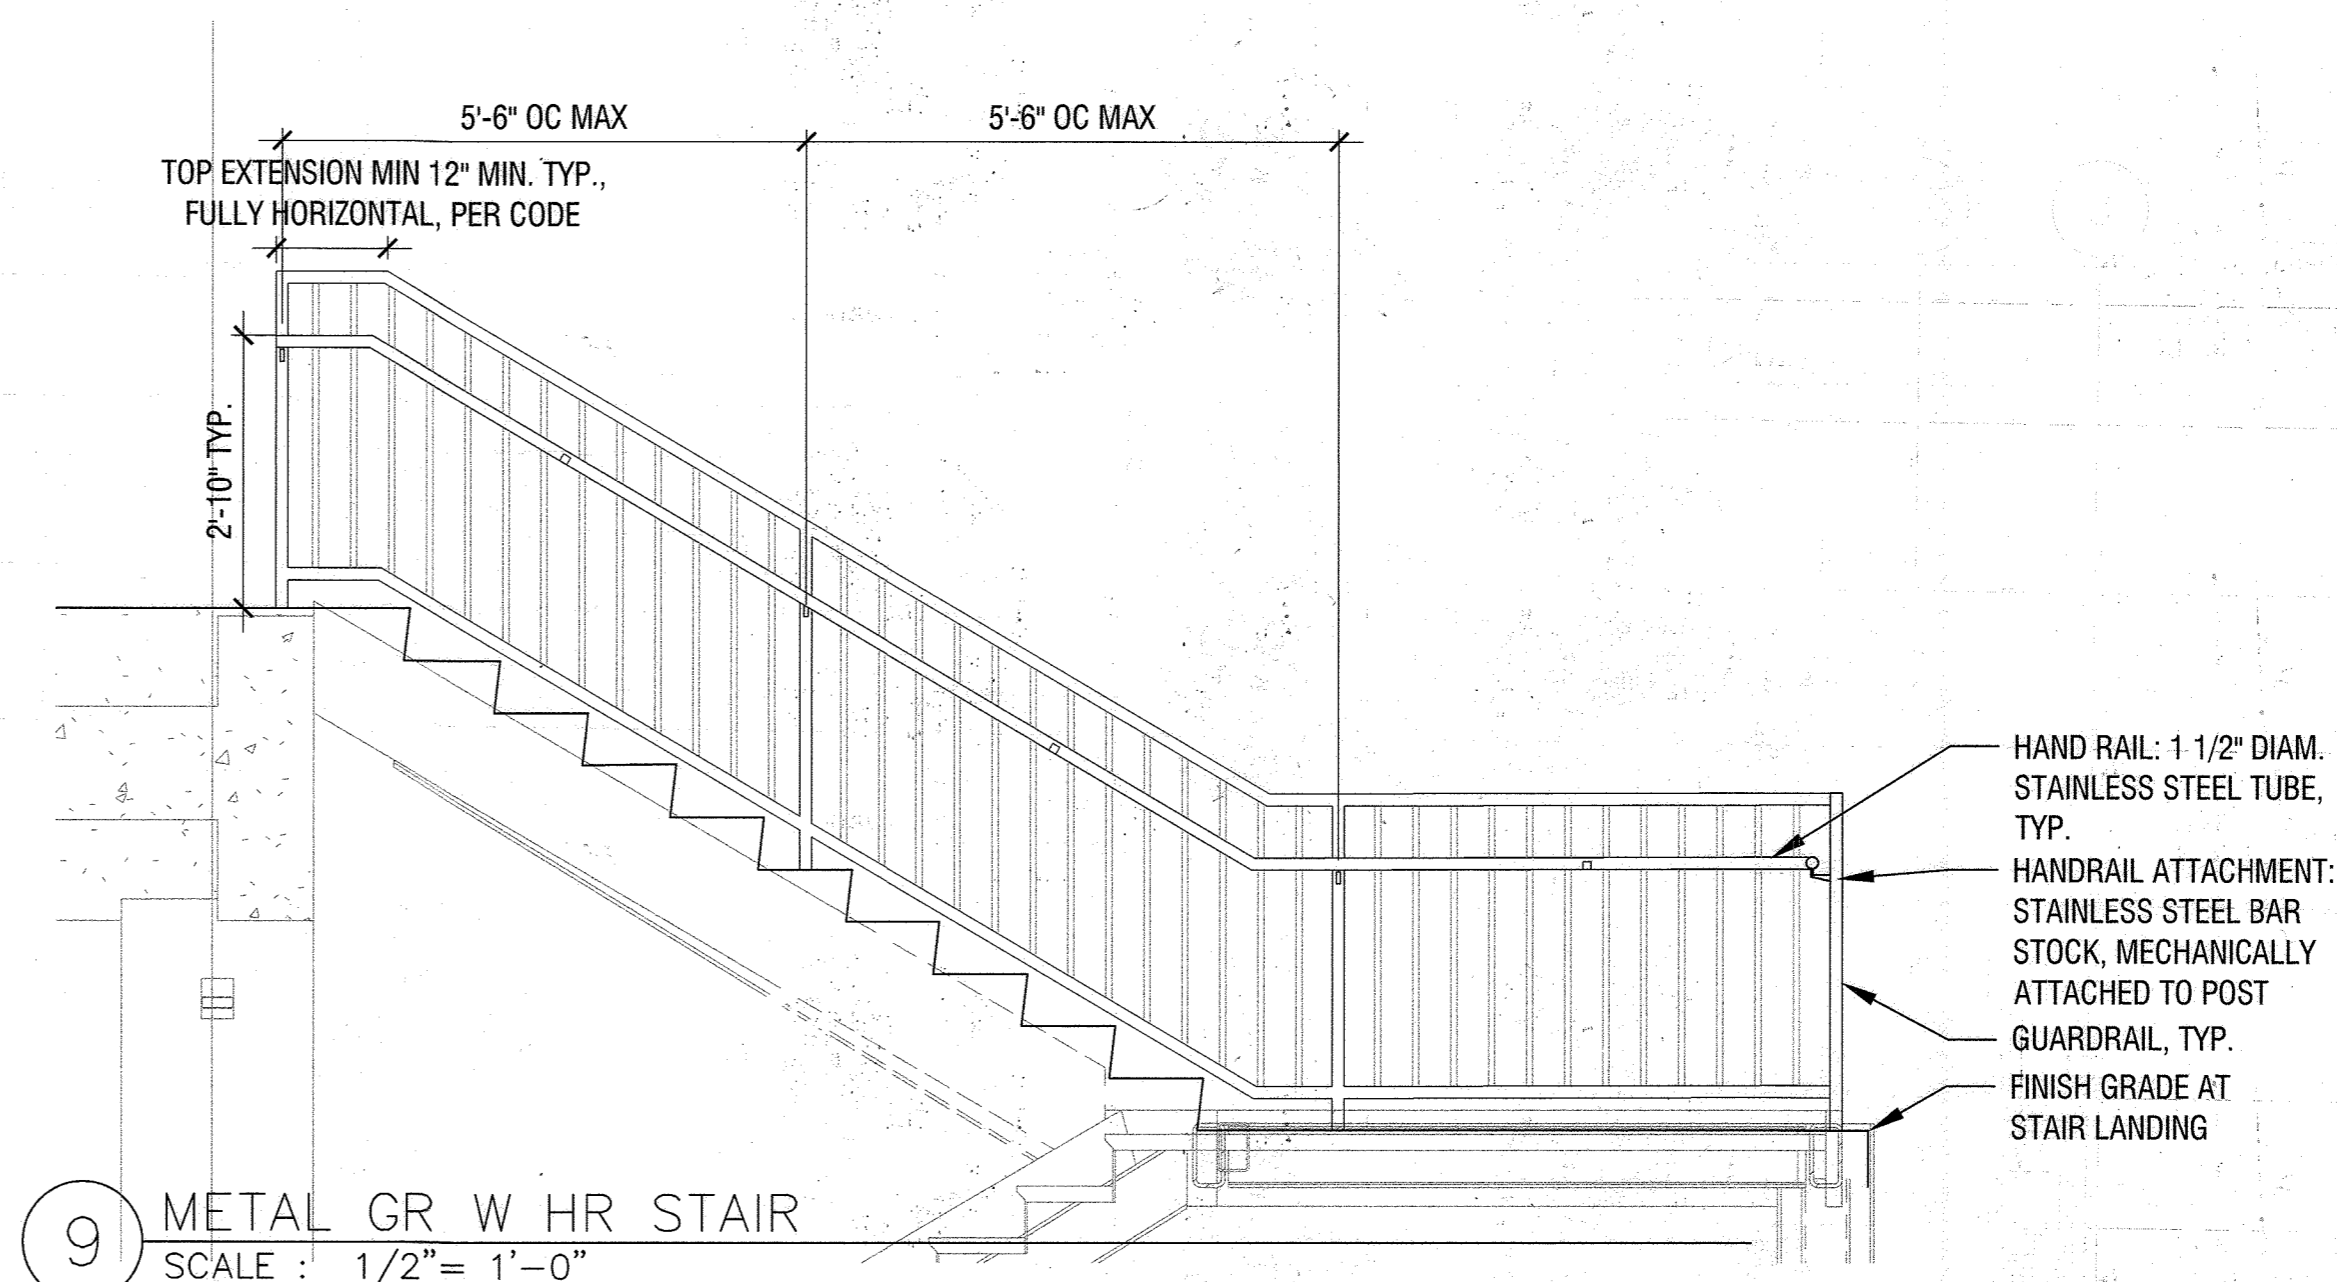 5'-6" OC MAX
5'-6" OC MAX
TOP EXTENSION MIN 12" MIN. TYP.,
FULLY HORIZONTAL, PER CODE
2'-10" TYP.
HAND RAIL: 1 1/2" DIAM.
STAINLESS STEEL TUBE,
TYP.
HANDRAIL ATTACHMENT:
STAINLESS STEEL BAR
STOCK, MECHANICALLY
ATTACHED TO POST
GUARDRAIL, TYP.
FINISH GRADE AT
STAIR LANDING
9
METAL GR W HR STAIR
SCALE : 1/2"= 1'-0"